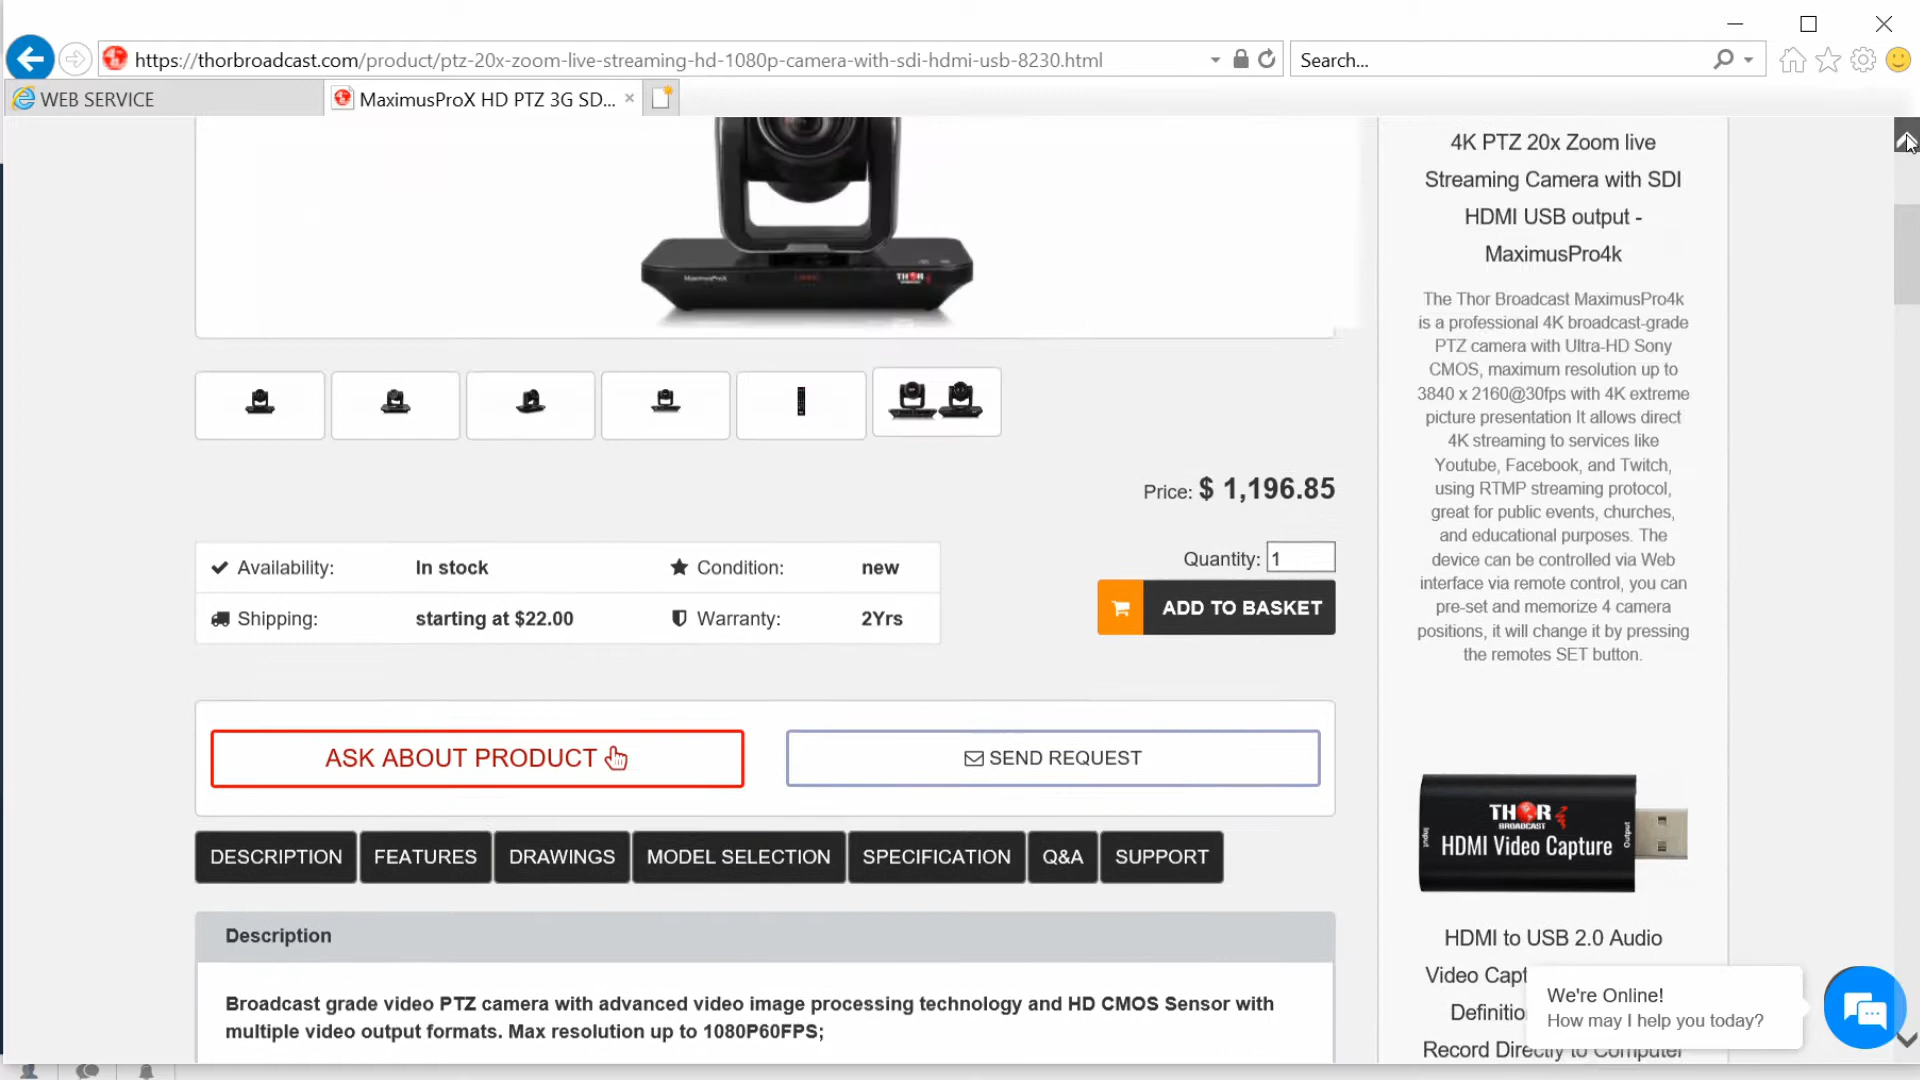 https://thorbroadcast.com/product/ptz-20x-zoom-live-streaming-hd-1080p-camera-with-sdi-hdmi-usb-8230.html
Search...
WEB SERVICE
MaximusProX HD PTZ 3G SD...
MaximusProX
THOR
4K PTZ 20x Zoom live
Streaming Camera with SDI
HDMI USB output -
MaximusPro4k
The Thor Broadcast MaximusPro4k
is a professional 4K broadcast-grade
PTZ camera with Ultra-HD Sony
CMOS, maximum resolution up to
3840 x 2160@30fps with 4K extreme
picture presentation It allows direct
4K streaming to services like
Youtube, Facebook, and Twitch,
using RTMP streaming protocol,
great for public events, churches,
and educational purposes. The
device can be controlled via Web
interface via remote control, you can
pre-set and memorize 4 camera
positions, it will change it by pressing
the remotes SET button.
Price: $ 1,196.85
Availability: In stock Condition: new
Shipping: starting at $22.00 Warranty: 2Yrs
Quantity: 1
ADD TO BASKET
ASK ABOUT PRODUCT
SEND REQUEST
DESCRIPTION FEATURES DRAWINGS MODEL SELECTION SPECIFICATION Q&A SUPPORT
Description
Broadcast grade video PTZ camera with advanced video image processing technology and HD CMOS Sensor with
multiple video output formats. Max resolution up to 1080P60FPS;
THOR
BROADCAST
HDMI Video Capture
Input
Output
HDMI to USB 2.0 Audio
Video Capt
Definitio
Record Directly to Computer
We're Online!
How may I help you today?